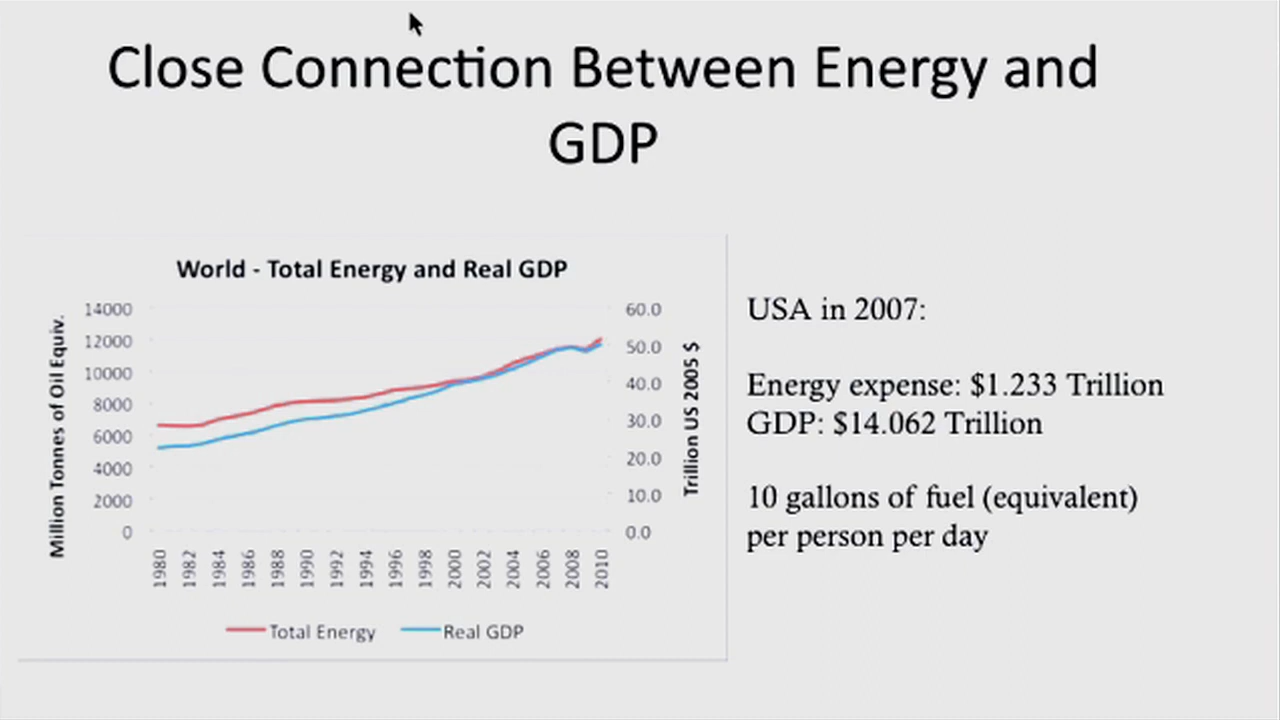 Close Connection Between Energy and
GDP
World - Total Energy and Real GDP
Million Tonnes of Oil Equiv.
14000
12000
10000
8000
6000
4000
2000
0
60.0
50.0
40.0
30.0
20.0
10.0
0.0
Trillion US 2005 $
1980 1982 1984 1986 1988 1990 1992 1994 1996 1998 2000 2002 2004 2006 2008 2010
Total Energy Real GDP
USA in 2007:
Energy expense: $1.233 Trillion
GDP: $14.062 Trillion
10 gallons of fuel (equivalent)
per person per day